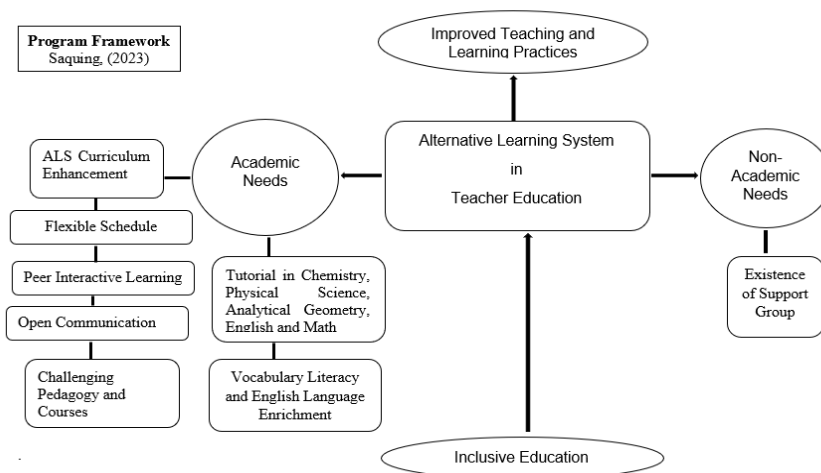 Program Framework
Saquing, (2023)
Improved Teaching and
Learning Practices
ALS Curriculum
Enhancement
Academic
Needs
Alternative Learning System
in
Teacher Education
Non-
Academic
Needs
Flexible Schedule
Peer Interactive Learning
Open Communication
Challenging
Pedagogy and
Courses
Tutorial in Chemistry,
Physical Science,
Analytical Geometry,
English and Math
Vocabulary Literacy
and English Language
Enrichment
Existence
of Support
Group
Inclusive Education